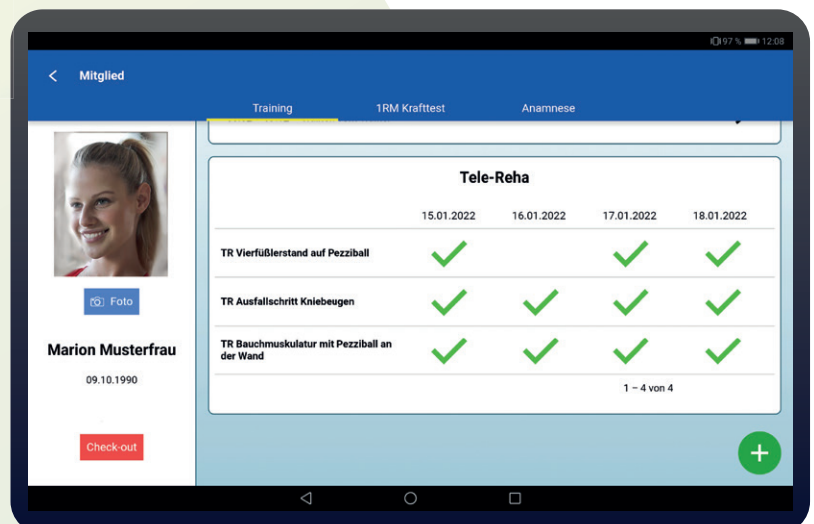 97 % 12:08
Mitglied
Training 1RM Krafttest Anamnese
Tele-Reha
15.01.2022 16.01.2022 17.01.2022 18.01.2022
TR Vierfüßlerstand auf Pezziball
TR Ausfallschritt Kniebeugen
TR Bauchmuskulatur mit Pezziball an
der Wand
1 – 4 von 4
Foto
Marion Musterfrau
09.10.1990
Check-out